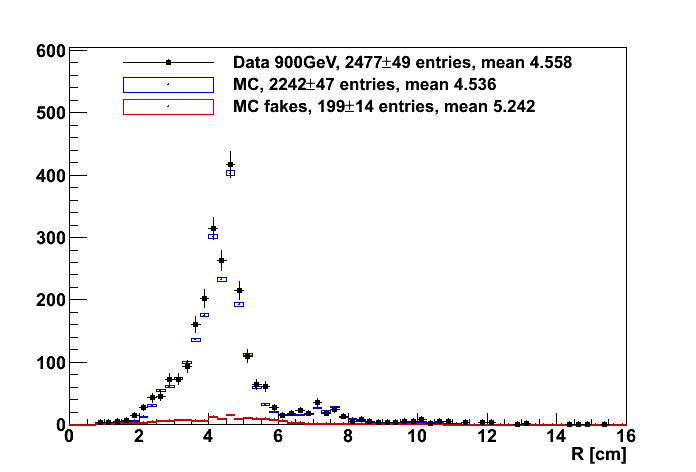 600
500
400
300
200
100
0
Data 900GeV, 2477±49 entries, mean 4.558
MC, 2242±47 entries, mean 4.536
MC fakes, 199±14 entries, mean 5.242
0 2 4 6 8 10 12 14 16
R [cm]